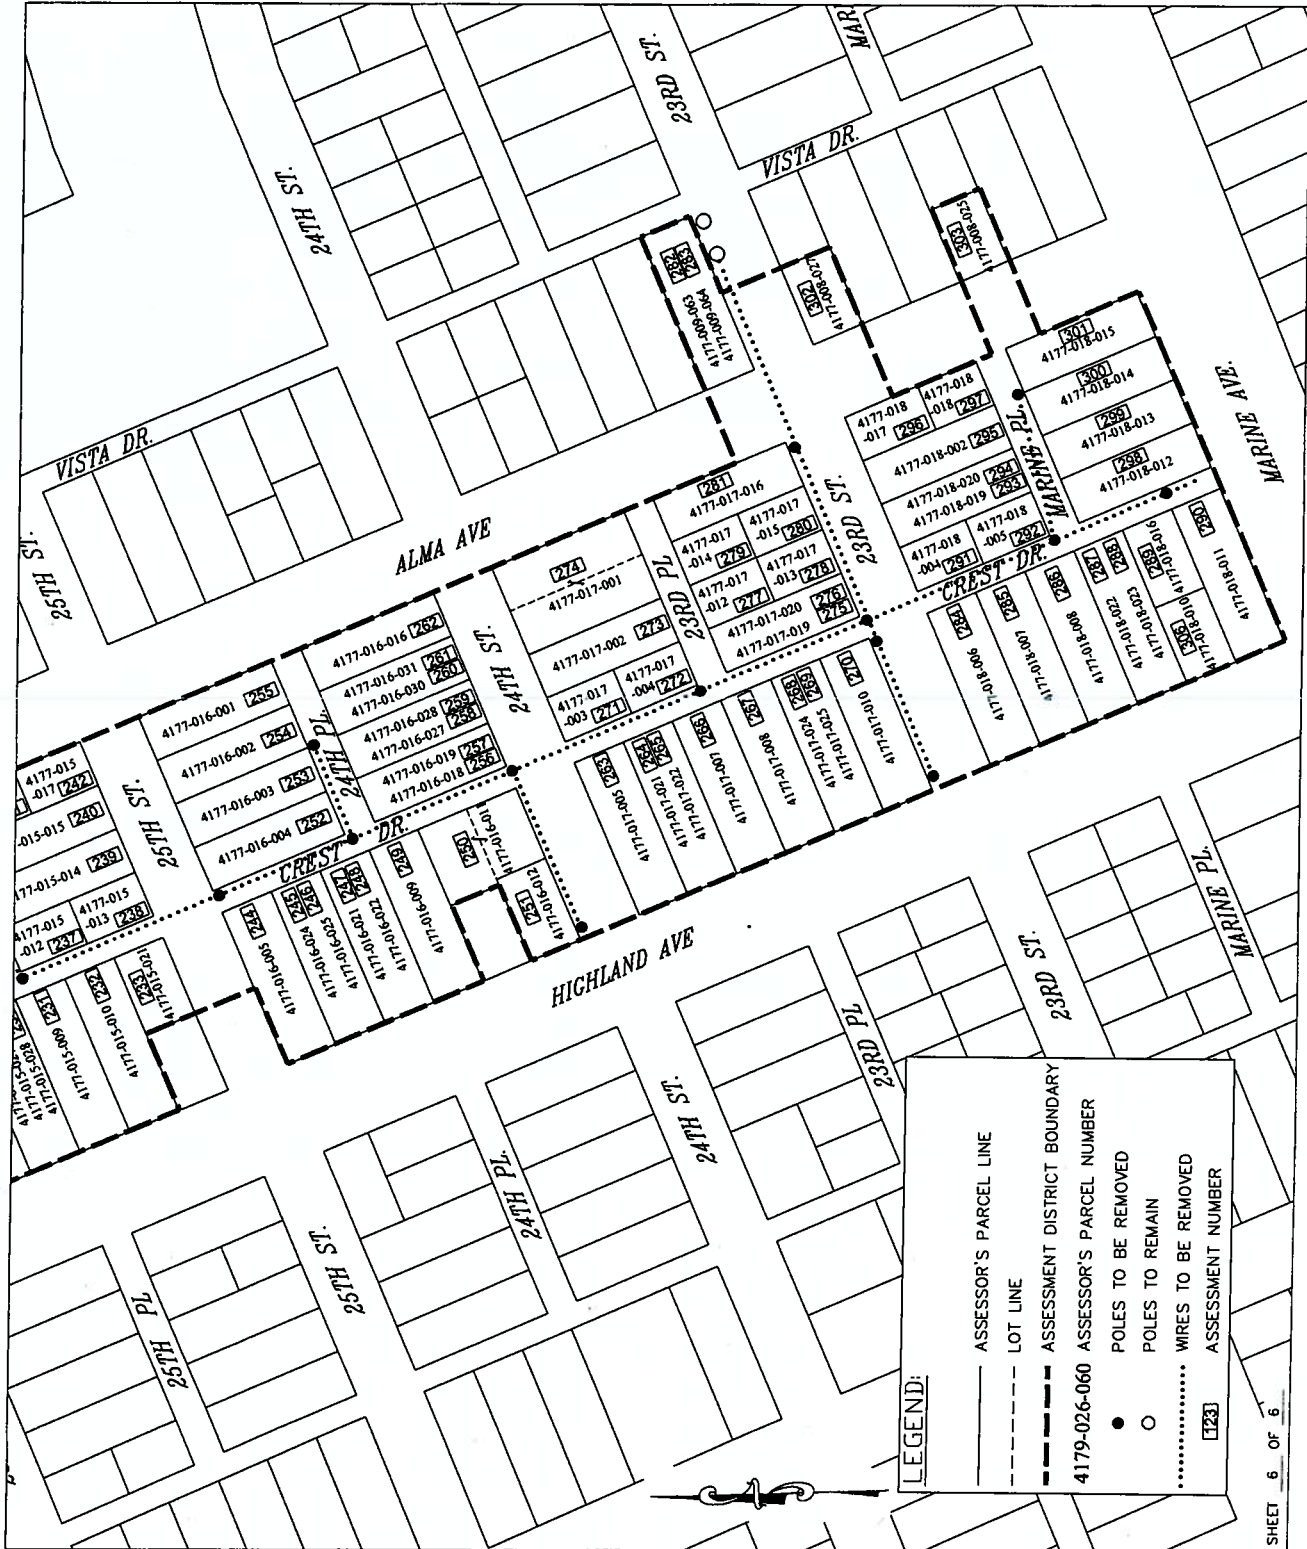 24TH ST.
23RD ST.
VISTA DR.
VISTA DR.
25TH ST.
ALMA AVE
MARINE AVE.
282
283
4177-009-063
4177-009-064
302
4177-008-027
303
4177-008-025
301
4177-018-015
300
4177-018-014
299
4177-018-013
298
4177-018-012
4177-018
-017 296
4177-018
-018 297
4177-018-002 295
4177-018-020 294
4177-018-019 293
4177-018
-004 291
4177-018
-005 292
MARINE PL.
23RD ST.
CREST DR.
281
4177-017-016
4177-017
-014 279
4177-017
-015 280
4177-017
-012 277
4177-017
-013 278
4177-017-020 276
4177-017-019 275
23RD PL
274
4177-017-001
4177-017-002 273
4177-017
-003 271
4177-017
-004 272
24TH ST.
4177-016-016 262
4177-016-031 261
4177-016-030 260
4177-016-028 259
4177-016-027 258
4177-016-019 257
4177-016-018 256
24TH PL.
4177-016-001 255
4177-016-002 254
4177-016-003 253
4177-016-004 252
25TH ST.
CREST DR.
4177-015
-017 242
-015-015 240
77-015-014 239
4177-015
-012 237
4177-015
-013 238
4177-015-028
4177-015-009 231
4177-015-010 232
233
4177-015-021
4177-016-005 244
4177-016-024 245
4177-016-025 246
4177-016-021 247
4177-016-022 248
4177-016-009 249
250
4177-016-01
251
4177-016-012
4177-017-005 263
4177-017-021 264
4177-017-022 265
4177-017-007 266
4177-017-008 267
4177-017-024 268
4177-017-025 269
4177-017-010 270
4177-018-006 284
4177-018-007 285
4177-018-008 286
4177-018-022 287
4177-018-023 288
4177-018-016 289
4177-018-010 306
4177-018-011 290
HIGHLAND AVE
MARINE PL.
23RD ST.
23RD PL
24TH ST.
24TH PL.
25TH ST.
25TH PL
LEGEND:
ASSESSOR'S PARCEL LINE
LOT LINE
ASSESSMENT DISTRICT BOUNDARY
4179-026-060 ASSESSOR'S PARCEL NUMBER
POLES TO BE REMOVED
POLES TO REMAIN
WIRES TO BE REMOVED
123 ASSESSMENT NUMBER
SHEET 6 OF 6